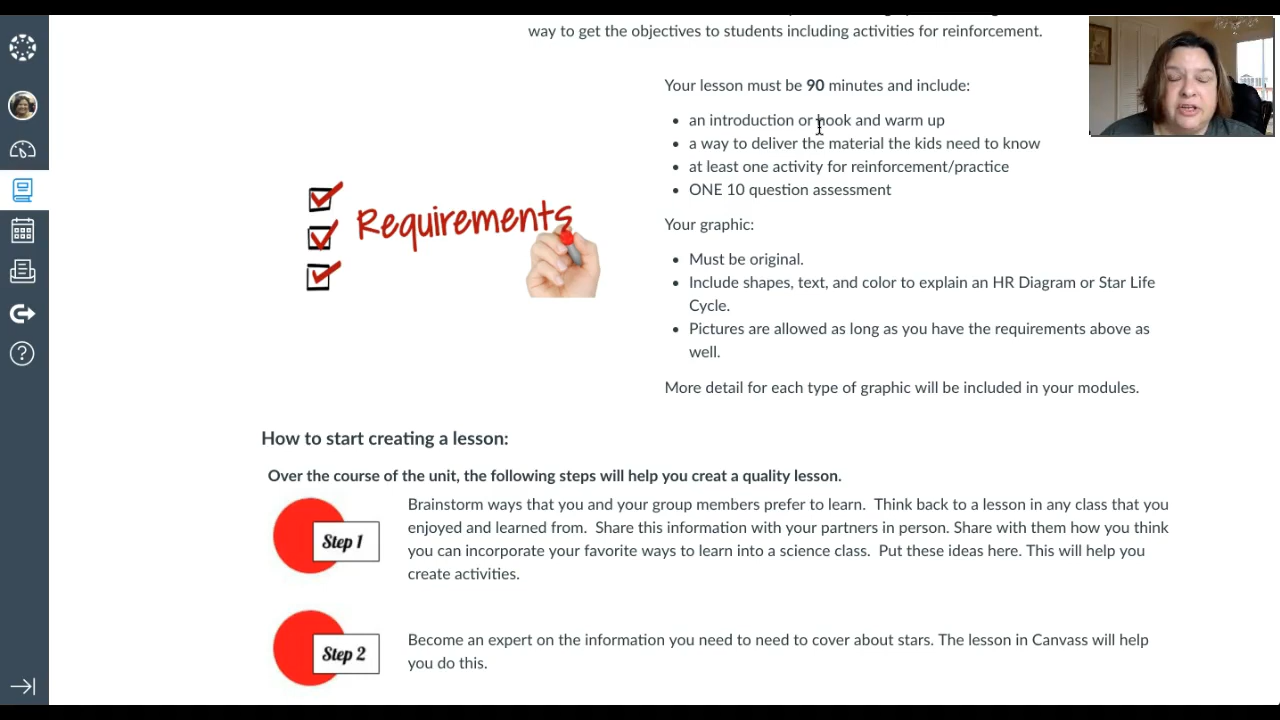 way to get the objectives to students including activities for reinforcement.
Your lesson must be 90 minutes and include:
an introduction or hook and warm up
a way to deliver the material the kids need to know
at least one activity for reinforcement/practice
ONE 10 question assessment
Requirements
Your graphic:
Must be original.
Include shapes, text, and color to explain an HR Diagram or Star Life
Cycle.
Pictures are allowed as long as you have the requirements above as
well.
More detail for each type of graphic will be included in your modules.
How to start creating a lesson:
Over the course of the unit, the following steps will help you creat a quality lesson.
Step 1
Brainstorm ways that you and your group members prefer to learn.  Think back to a lesson in any class that you
enjoyed and learned from.  Share this information with your partners in person. Share with them how you think
you can incorporate your favorite ways to learn into a science class.  Put these ideas here. This will help you
create activities.
Step 2
Become an expert on the information you need to need to cover about stars. The lesson in Canvass will help
you do this.